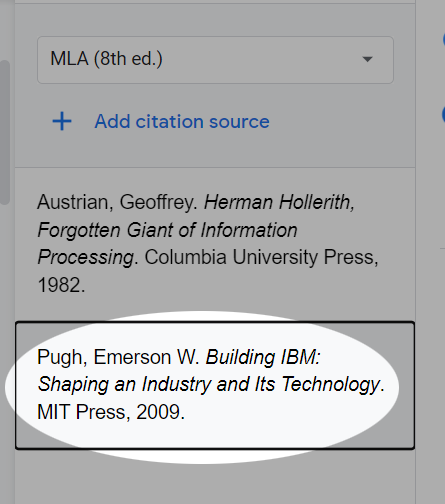 MLA (8th ed.)
+ Add citation source
Austrian, Geoffrey. Herman Hollerith,
Forgotten Giant of Information
Processing. Columbia University Press,
1982.
Pugh, Emerson W. Building IBM:
Shaping an Industry and Its Technology.
MIT Press, 2009.